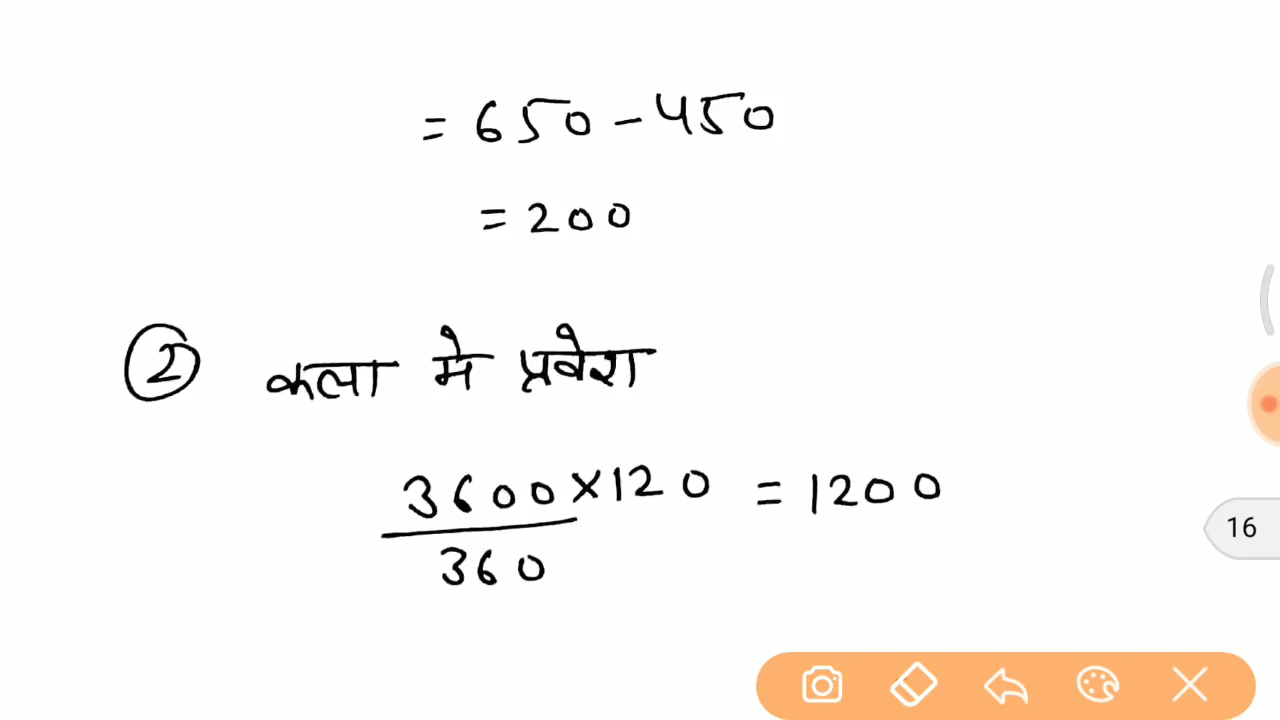 = 650 - 450
= 200
② कला मे प्रवेश
3600 × 120 = 1200
360
16